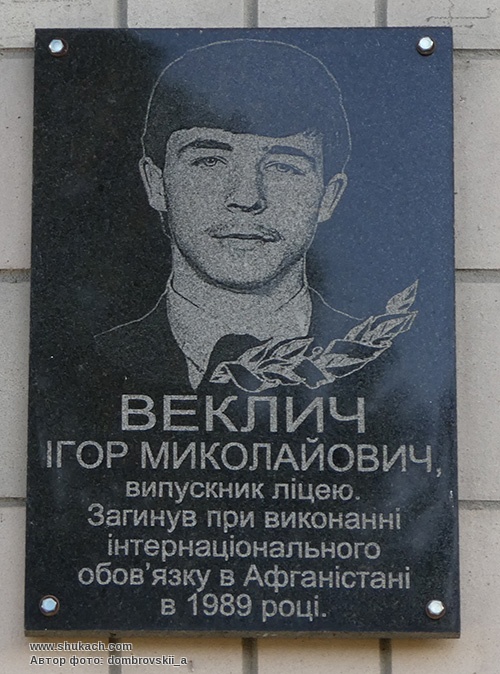 ВЕКЛИЧ
ІГОР МИКОЛАЙОВИЧ,
випускник ліцею.
Загинув при виконанні
інтернаціонального
обов'язку в Афганістані
в 1989 році.
www.shukach.com
Автор фото: dombrovskii_a